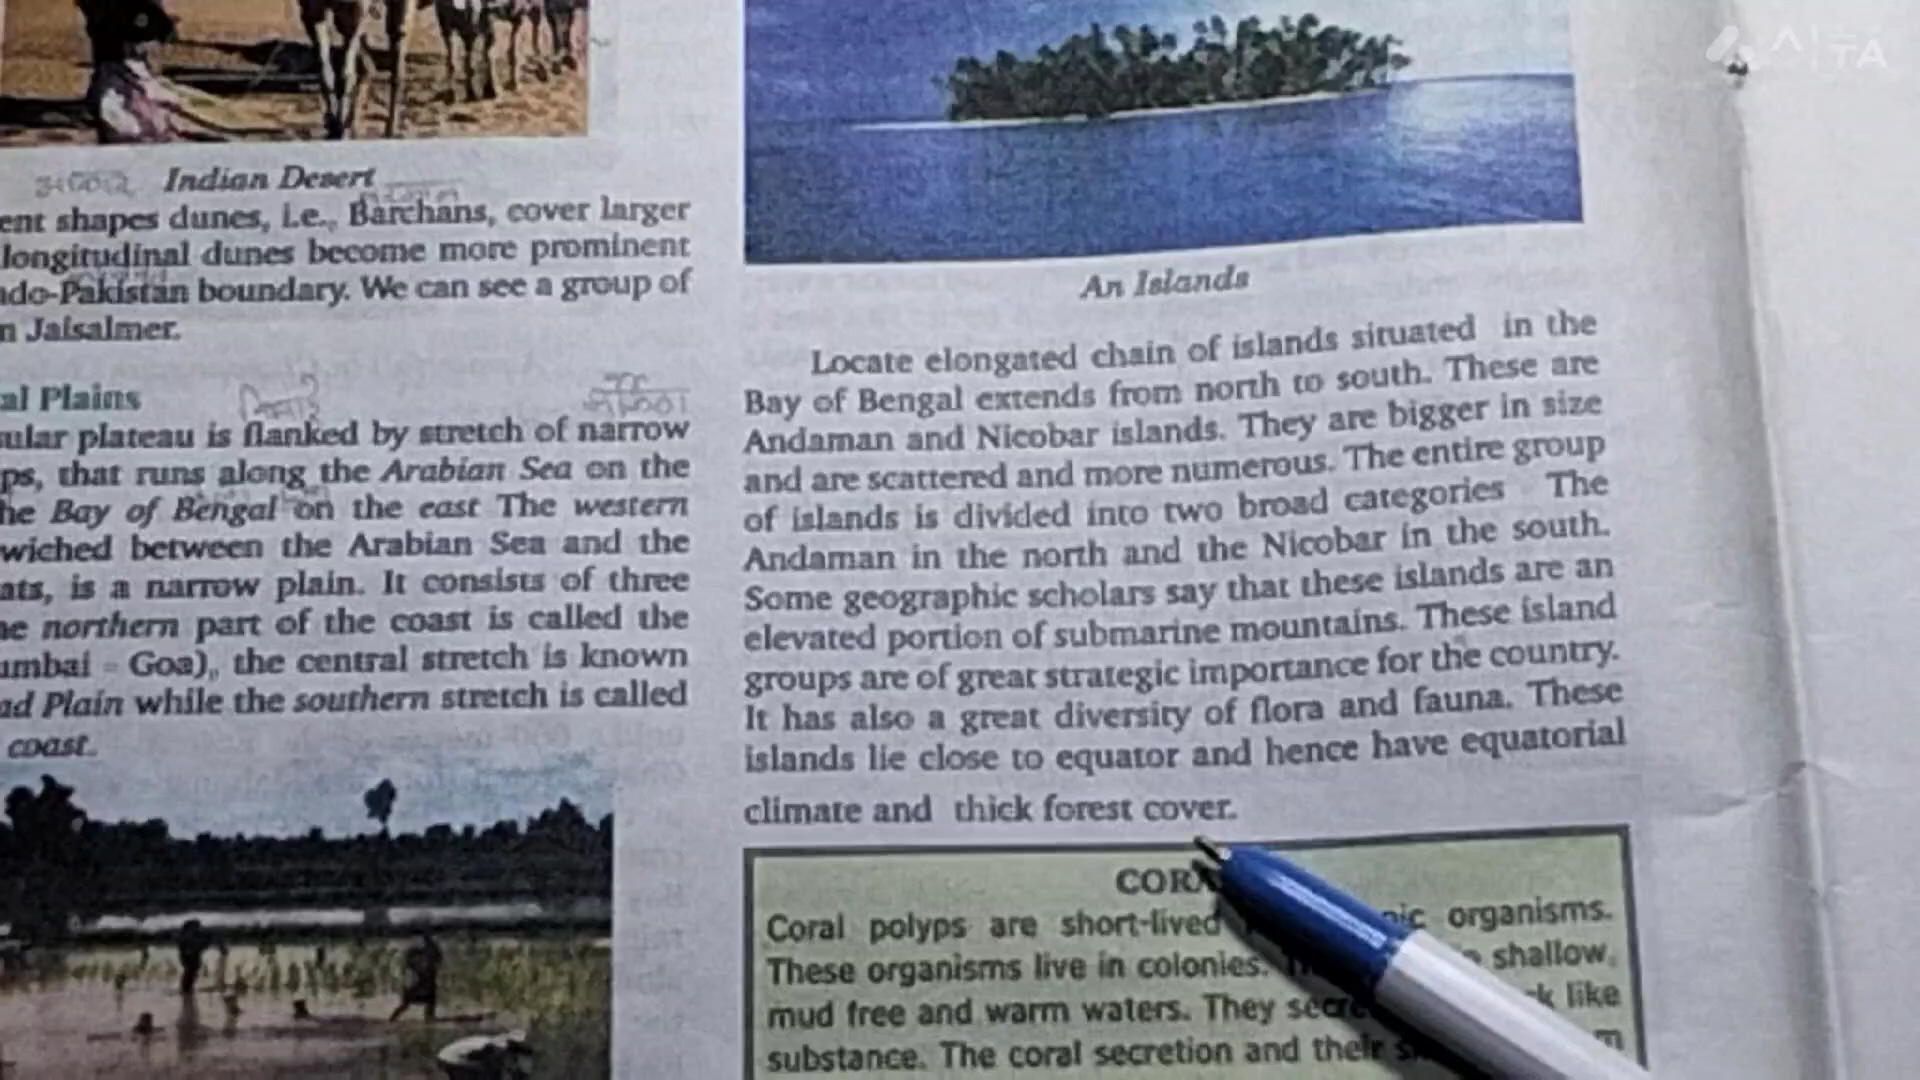 Indian Desert
ent shapes dunes, i.e., Barchans, cover larger
longitudinal dunes become more prominent
ndo-Pakistan boundary. We can see a group of
n Jaisalmer.
al Plains
sular plateau is flanked by stretch of narrow
ps, that runs along the Arabian Sea on the
he Bay of Bengal on the east The western
wiched between the Arabian Sea and the
ats, is a narrow plain. It consists of three
he northern part of the coast is called the
umbai - Goa), the central stretch is known
ad Plain while the southern stretch is called
coast.
An Islands
Locate elongated chain of islands situated in the
Bay of Bengal extends from north to south. These are
Andaman and Nicobar islands. They are bigger in size
and are scattered and more numerous. The entire group
of islands is divided into two broad categories The
Andaman in the north and the Nicobar in the south.
Some geographic scholars say that these islands are an
elevated portion of submarine mountains. These island
groups are of great strategic importance for the country.
It has also a great diversity of flora and fauna. These
islands lie close to equator and hence have equatorial
climate and thick forest cover.
Coral polyps are short-lived organisms.
These organisms live in colonies. shallow,
mud free and warm waters. They like
substance. The coral secretion and their